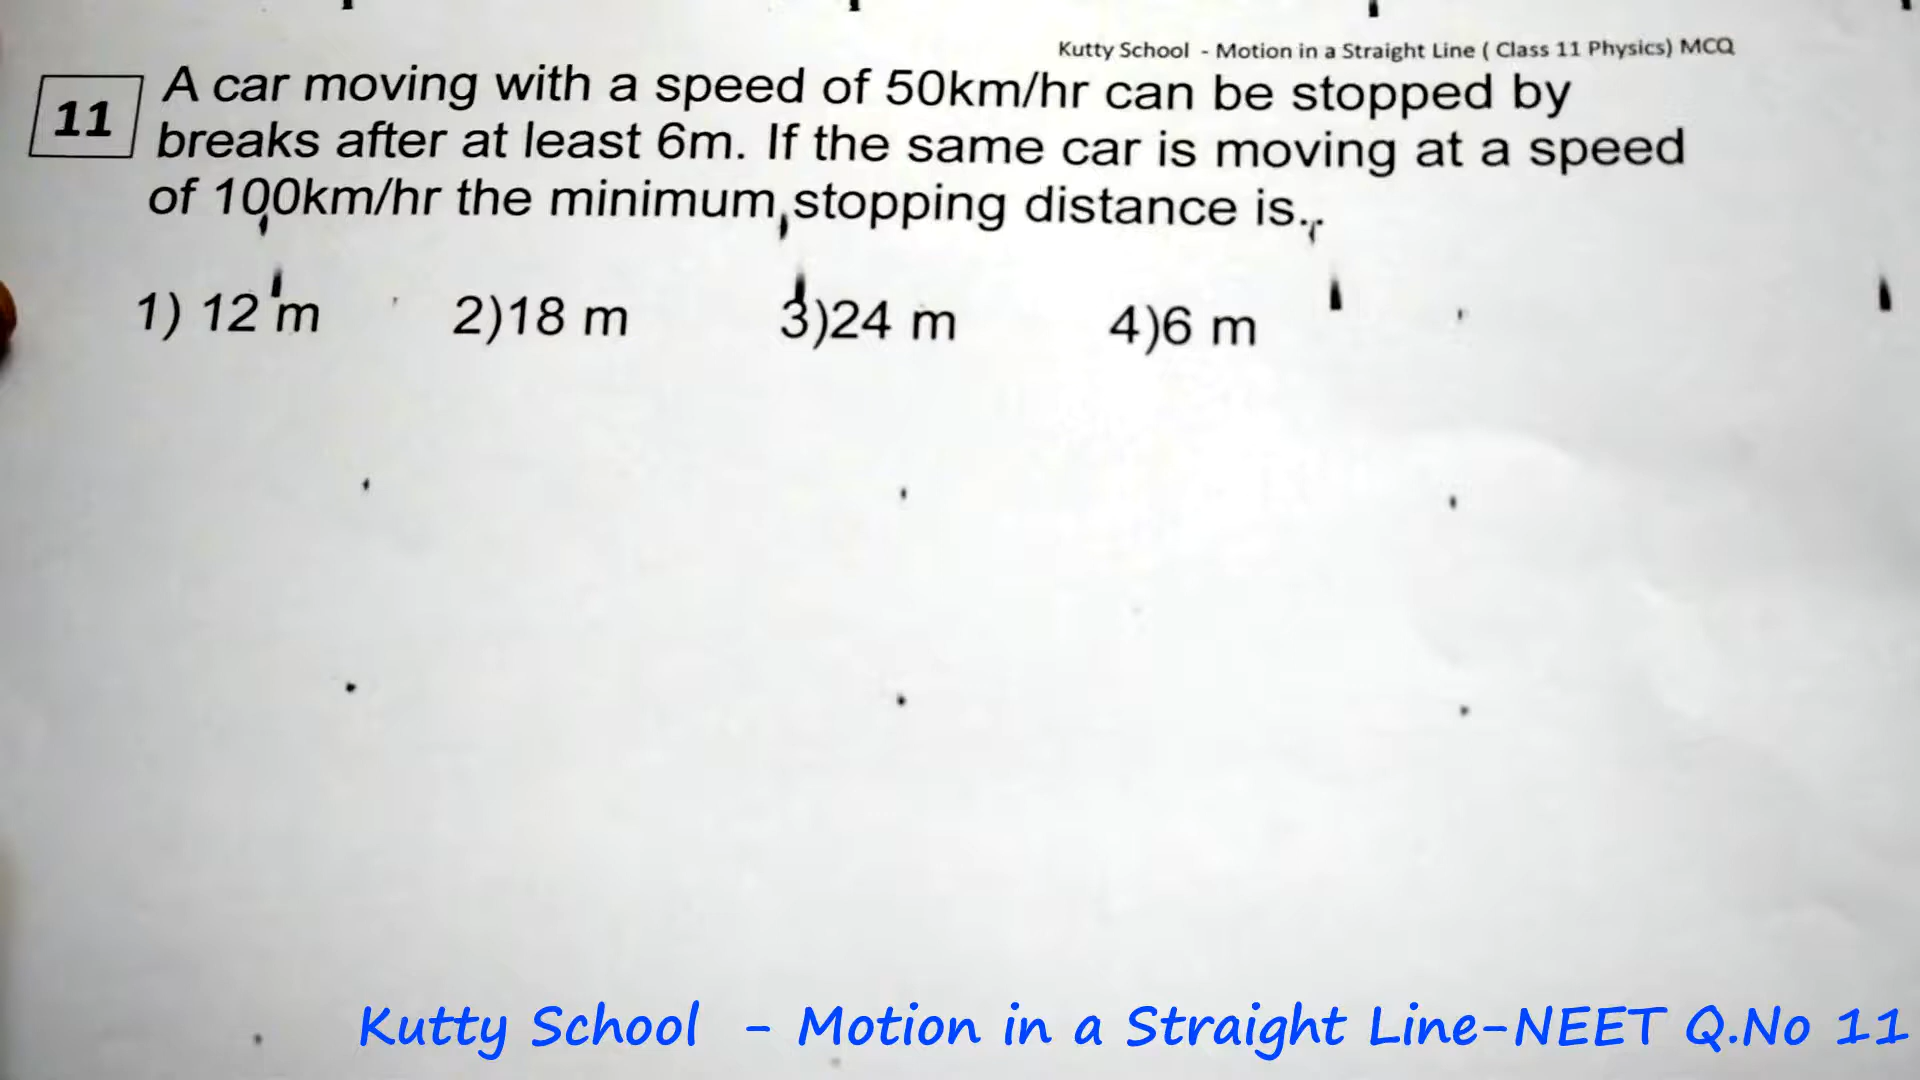 Kutty School - Motion in a Straight Line ( Class 11 Physics) MCQ
11
A car moving with a speed of 50km/hr can be stopped by
breaks after at least 6m. If the same car is moving at a speed
of 100km/hr the minimum stopping distance is..
1) 12 m 2)18 m 3)24 m 4)6 m
Kutty School - Motion in a Straight Line-NEET Q.No 11